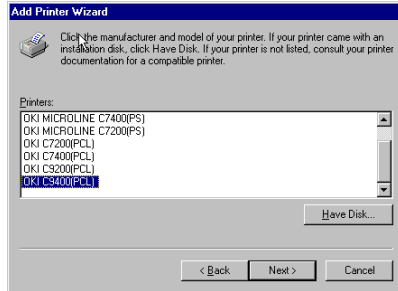 Add Printer Wizard
Click the manufacturer and model of your printer. If your printer came with an
installation disk, click Have Disk. If your printer is not listed, consult your printer
documentation for a compatible printer.
Printers:
OKI MICROLINE C7400(PS)
OKI MICROLINE C7200(PS)
OKI C7200(PCL)
OKI C7400(PCL)
OKI C9200(PCL)
OKI C9400(PCL)
Have Disk...
< Back
Next >
Cancel